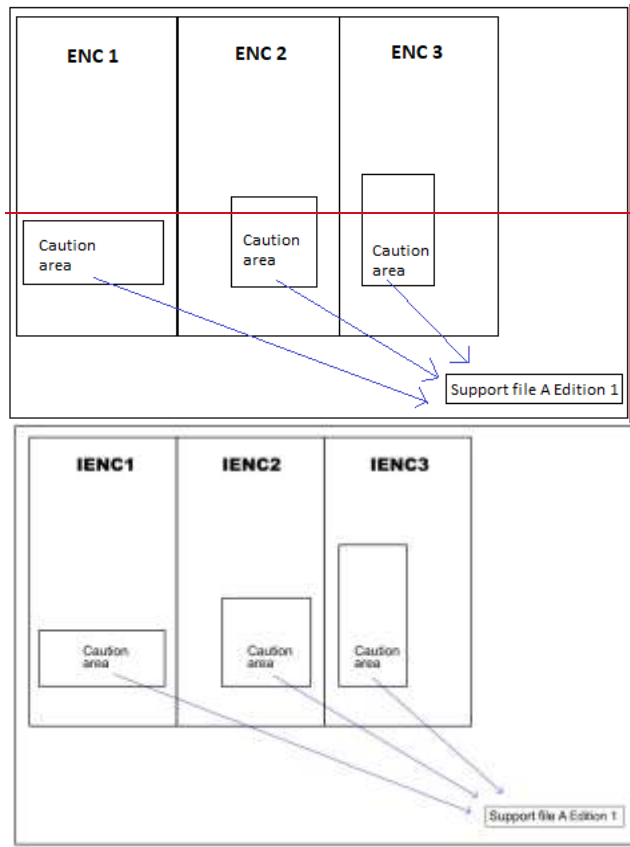 ENC 1
ENC 2
ENC 3
Caution
area
Caution
area
Caution
area
Support file A Edition 1
IENC1
IENC2
IENC3
Caution
area
Caution
area
Caution
area
Support file A Edition 1